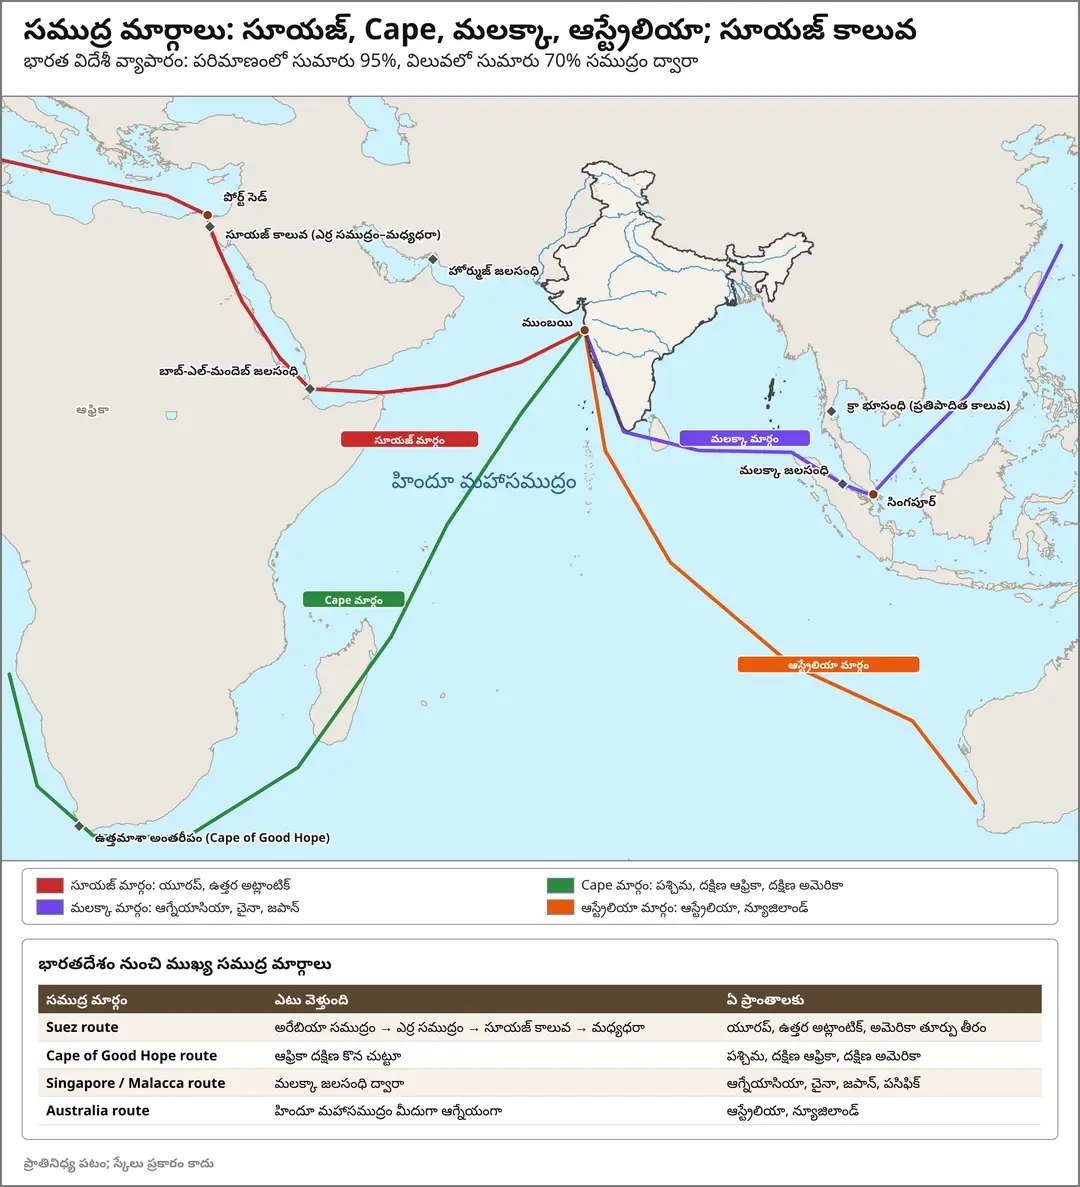 సముద్ర మార్గాలు: సూయజ్, Cape, మలక్కా, ఆస్ట్రేలియా; సూయజ్ కాలువ
భారత విదేశీ వ్యాపారం: పరిమాణంలో సుమారు 95%, విలువలో సుమారు 70% సముద్రం ద్వారా
పోర్ట్ సెడ్
సూయజ్ కాలువ (ఎర్ర సముద్రం–మధ్యధరా)
హోర్ముజ్ జలసంధి
ముంబయి
బాబ్-ఎల్-మందెబ్ జలసంధి
ఆఫ్రికా
క్రా భూసంధి (ప్రతిపాదిత కాలువ)
సూయజ్ మార్గం
మలక్కా మార్గం
మలక్కా జలసంధి
హిందూ మహాసముద్రం
సింగపూర్
Cape మార్గం
ఆస్ట్రేలియా మార్గం
ఉత్తమాశా అంతరీపం (Cape of Good Hope)
సూయజ్ మార్గం: యూరప్, ఉత్తర అట్లాంటిక్
Cape మార్గం: పశ్చిమ, దక్షిణ ఆఫ్రికా, దక్షిణ అమెరికా
మలక్కా మార్గం: ఆగ్నేయాసియా, చైనా, జపాన్
ఆస్ట్రేలియా మార్గం: ఆస్ట్రేలియా, న్యూజిలాండ్
భారతదేశం నుంచి ముఖ్య సముద్ర మార్గాలు
సముద్ర మార్గం ఎటు వెళ్తుంది ఏ ప్రాంతాలకు
Suez route అరేబియా సముద్రం → ఎర్ర సముద్రం → సూయజ్ కాలువ → మధ్యధరా యూరప్, ఉత్తర అట్లాంటిక్, అమెరికా తూర్పు తీరం
Cape of Good Hope route ఆఫ్రికా దక్షిణ కొన చుట్టూ పశ్చిమ, దక్షిణ ఆఫ్రికా, దక్షిణ అమెరికా
Singapore / Malacca route మలక్కా జలసంధి ద్వారా ఆగ్నేయాసియా, చైనా, జపాన్, పసిఫిక్
Australia route హిందూ మహాసముద్రం మీదుగా ఆగ్నేయంగా ఆస్ట్రేలియా, న్యూజిలాండ్
ప్రాతినిధ్య పటం; స్కేలు ప్రకారం కాదు